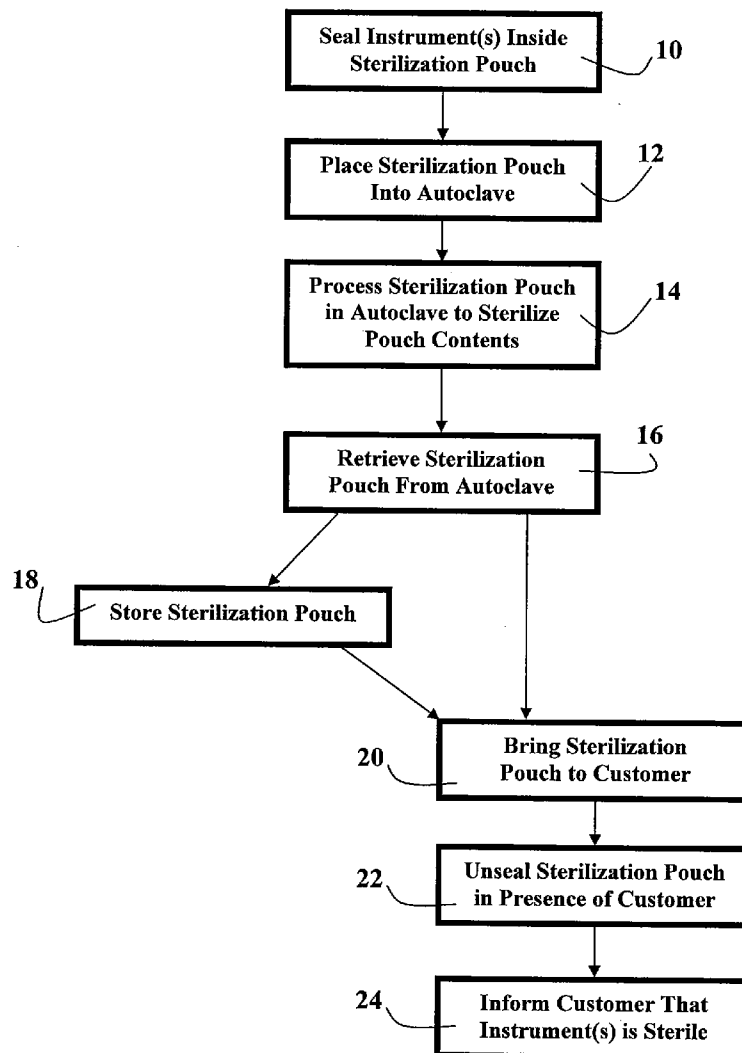 Seal Instrument(s) Inside
Sterilization Pouch
10
Place Sterilization Pouch
Into Autoclave
12
Process Sterilization Pouch
in Autoclave to Sterilize
Pouch Contents
14
Retrieve Sterilization
Pouch From Autoclave
16
18
Store Sterilization Pouch
Bring Sterilization
Pouch to Customer
20
Unseal Sterilization Pouch
in Presence of Customer
22
Inform Customer That
Instrument(s) is Sterile
24